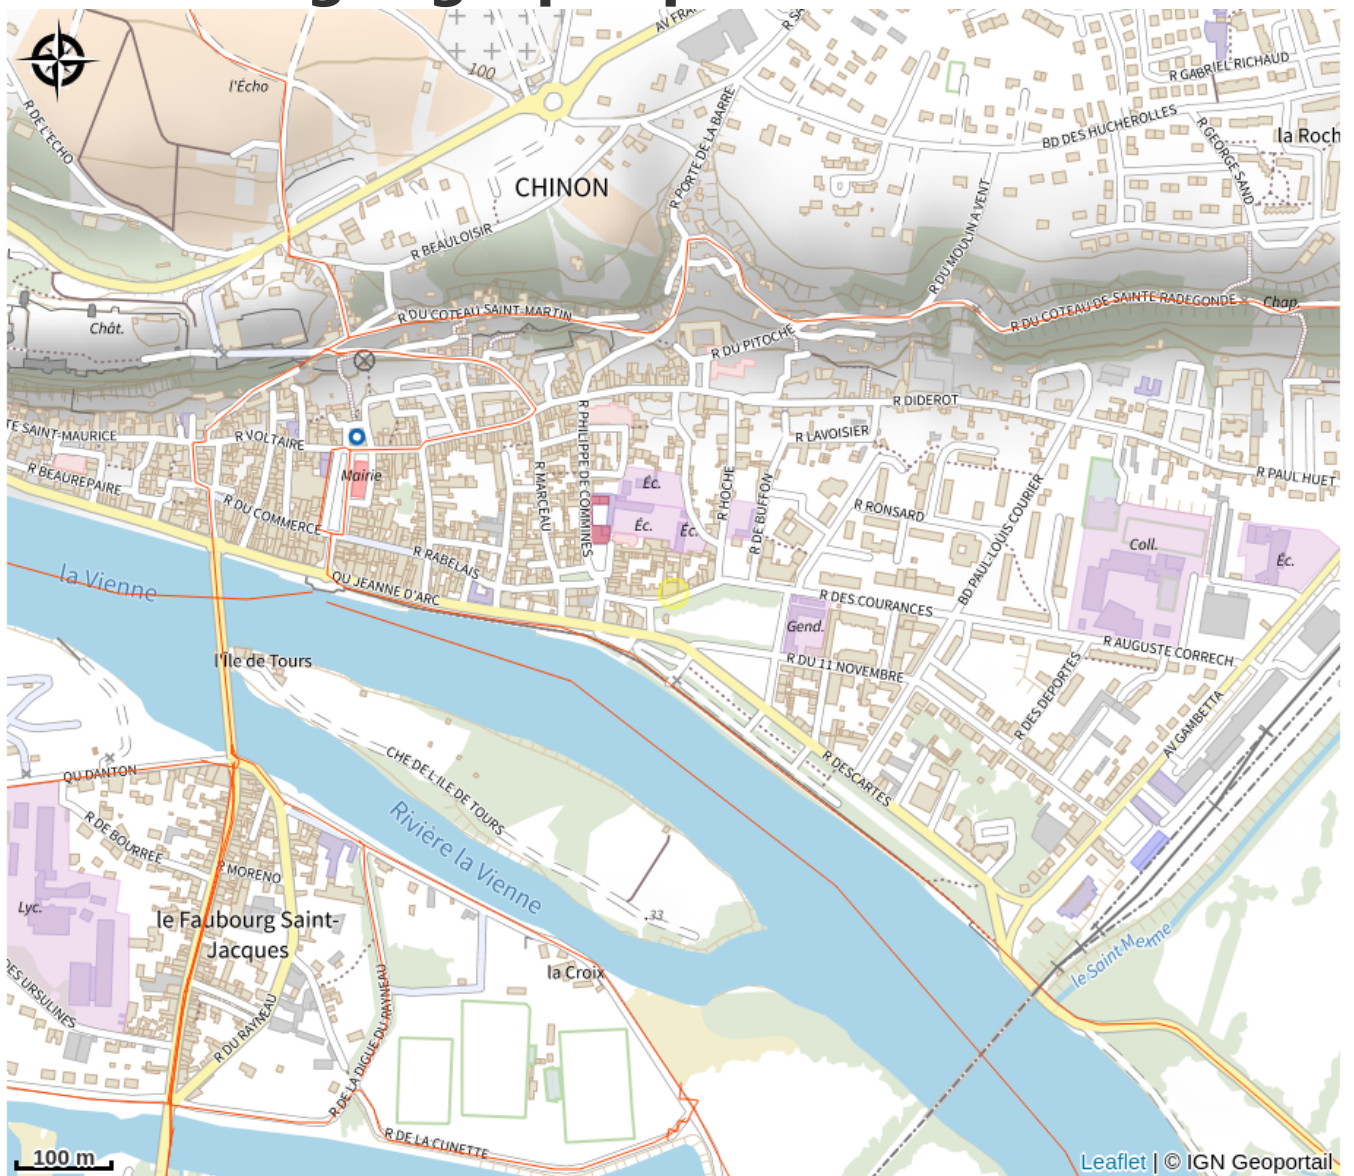 AV FRA
R SA
l'Écho
100
R GABRIEL RICHAUD
R DE L'ECHO
R PORTE DE LA BARRE
BD DES HUCHEROLLES
R GEORGE SAND
la Roch
CHINON
R BEAULOISIR
R DU MOULIN A VENT
R DU COTEAU SAINT-MARTIN
R DU COTEAU DE SAINTE RADEGONDE
Chap.
Chât.
R DU PITOCHE
R DIDEROT
TE SAINT-MAURICE
R VOLTAIRE
R PHILIPPE DE COMMINES
R LAVOISIER
R BEAUREPAIRE
Mairie
R MARCEAU
Éc.
R HOCHE
R DE BUFFON
R PAUL HUET
R DU COMMERCE
Éc.
Éc.
R RONSARD
BD PAUL-LOUIS COURIER
Coll.
Éc.
R RABELAIS
la Vienne
QU JEANNE D'ARC
R DES COURANCES
Gend.
R AUGUSTE CORRECH
l'Île de Tours
R DU 11 NOVEMBRE
R DES DEPORTES
AV GAMBETTA
QU DANTON
CHE DE L'ILE DE TOURS
R DESCARTES
R DE BOURREE
Rivière la Vienne
R MORENO
Lyc.
le Faubourg Saint-
Jacques
.33
le Saint Mexme
la Croix
DES URSULINES
R DU RAYNEAU
R DE LA DIGUE DU RAYNEAU
R DE LA CUNETTE
100 m
Leaflet | © IGN Geoportail